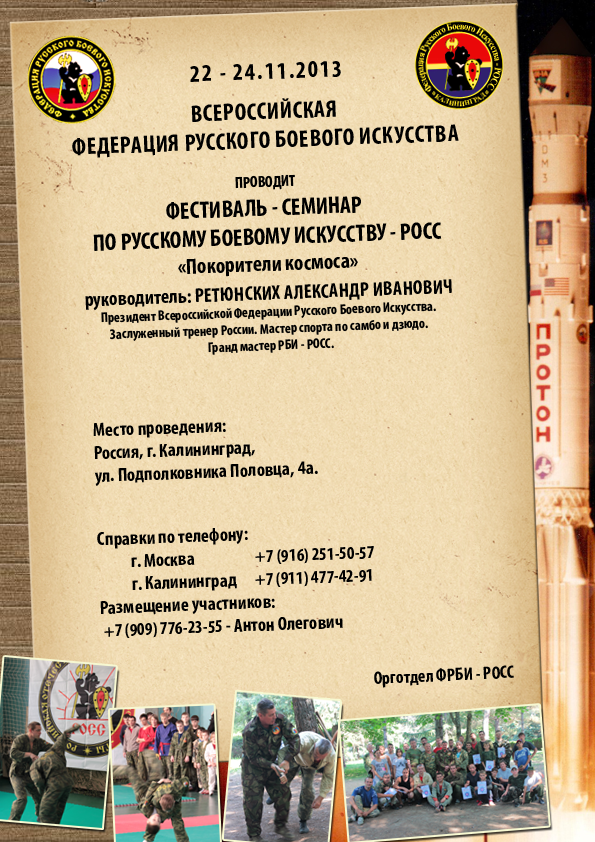 ФЕДЕРАЦИЯ РУССКОГО БОЕВОГО ИСКУССТВА
Федерация Русского Боевого Искусства - РОСС
г.КАЛИНИНГРАД
22 - 24.11.2013
ВСЕРОССИЙСКАЯ
ФЕДЕРАЦИЯ РУССКОГО БОЕВОГО ИСКУССТВА
ПРОВОДИТ
ФЕСТИВАЛЬ - СЕМИНАР
ПО РУССКОМУ БОЕВОМУ ИСКУССТВУ - РОСС
«Покорители космоса»
руководитель: РЕТЮНСКИХ АЛЕКСАНДР ИВАНОВИЧ
Президент Всероссийской Федерации Русского Боевого Искусства.
Заслуженный тренер России. Мастер спорта по самбо и дзюдо.
Гранд мастер РБИ - РОСС.
Место проведения:
Россия, г. Калининград,
ул. Подполковника Половца, 4а.
Справки по телефону:
г. Москва +7 (916) 251-50-57
г. Калининград +7 (911) 477-42-91
Размещение участников:
+7 (909) 776-23-55 - Антон Олегович
Орготдел ФРБИ - РОСС
ПРОТОН
РОСС